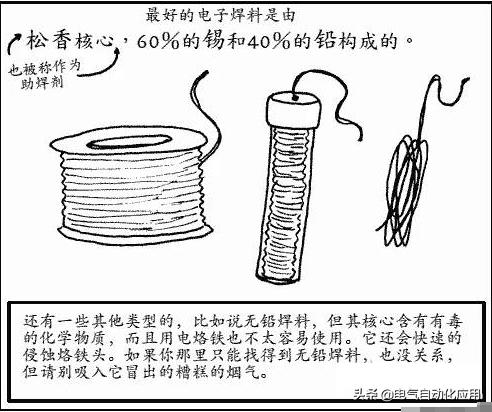 最好的电子焊料是由
松香核心，60%的锡和40%的铅构成的。
也被称作为
助焊剂
还有一些其他类型的，比如说无铅焊料，但其核心含有有毒
的化学物质，而且用电烙铁也不太容易使用。它还会快速的
侵蚀烙铁头。如果你那里只能找得到无铅焊料，也没关系，
但请别吸入它冒出的糟糕的烟气。
头条@电气自动化应用